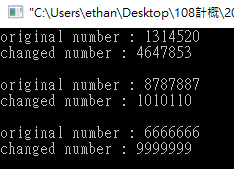 "C:\Users\ethan\Desktop\108計概\20
original number : 1314520
changed number : 4647853
original number : 8787887
changed number : 1010110
original number : 6666666
changed number : 9999999